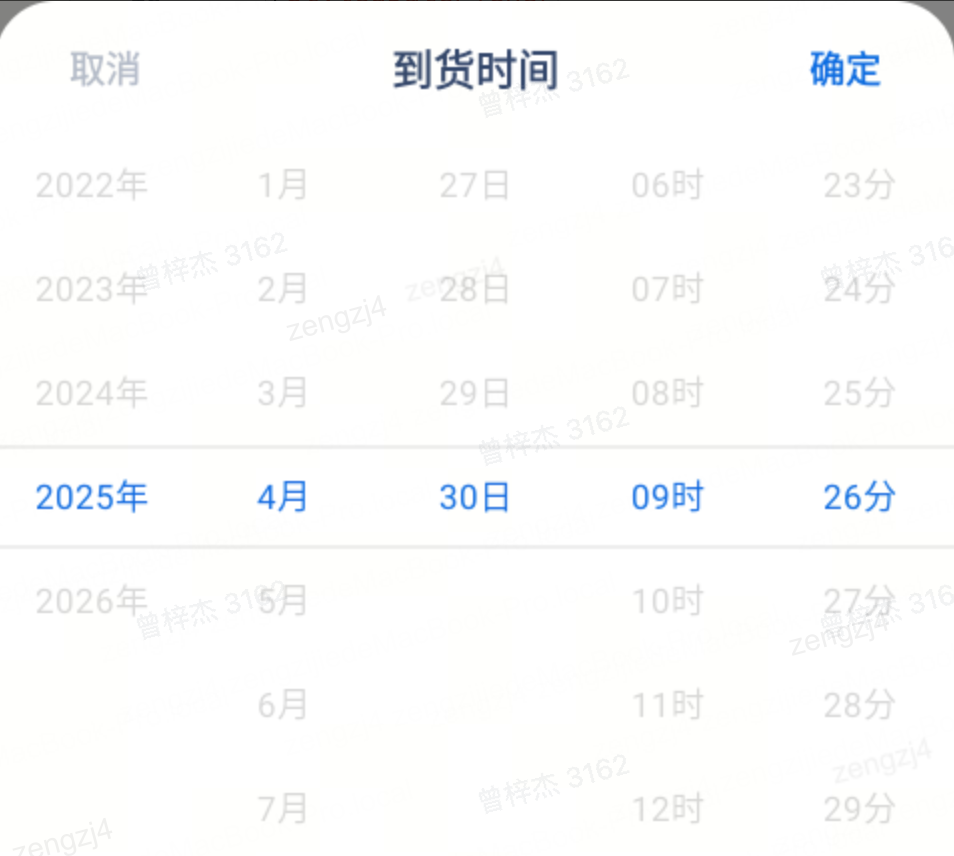 取消 到货时间 确定
曾梓杰 3162
2022年 1月 27日 06时 23分
曾梓杰 3162
曾梓杰 316
zengzj4
2023年 2月 28日 07时 24分
zengzj4
2024年 3月 29日 08时 25分
曾梓杰 3162
2025年 4月 30日 09时 26分
2026年 5月 10时 27分
曾梓杰 3162
曾梓杰 316
zengzj4
6月 11时 28分
zengzj4
曾梓杰 3162
7月 12时 29分
zengzj4